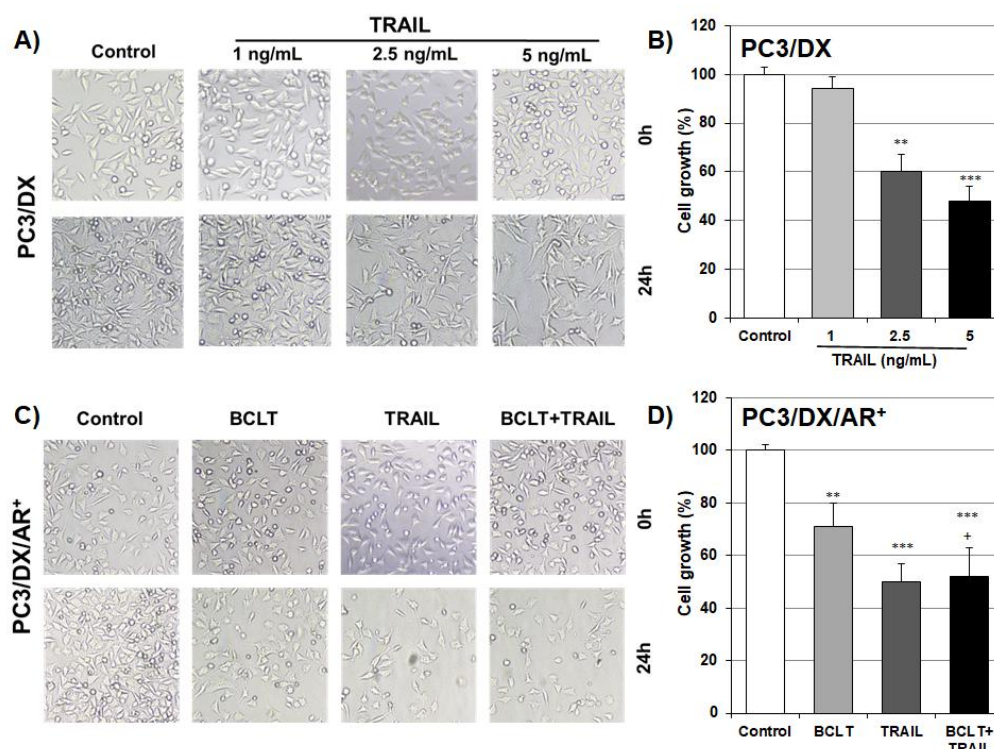 A)
TRAIL
Control
1 ng/mL
2.5 ng/mL
5 ng/mL
PC3/DX
0h
24h
B)
PC3/DX
Cell growth (%)
120
100
80
60
40
20
0
**
***
Control
1
2.5
5
TRAIL (ng/mL)
C)
Control
BCLT
TRAIL
BCLT+TRAIL
PC3/DX/AR⁺
0h
24h
D)
PC3/DX/AR⁺
Cell growth (%)
120
100
80
60
40
20
0
**
***
***
+
Control
BCLT
TRAIL
BCLT+
TRAIL